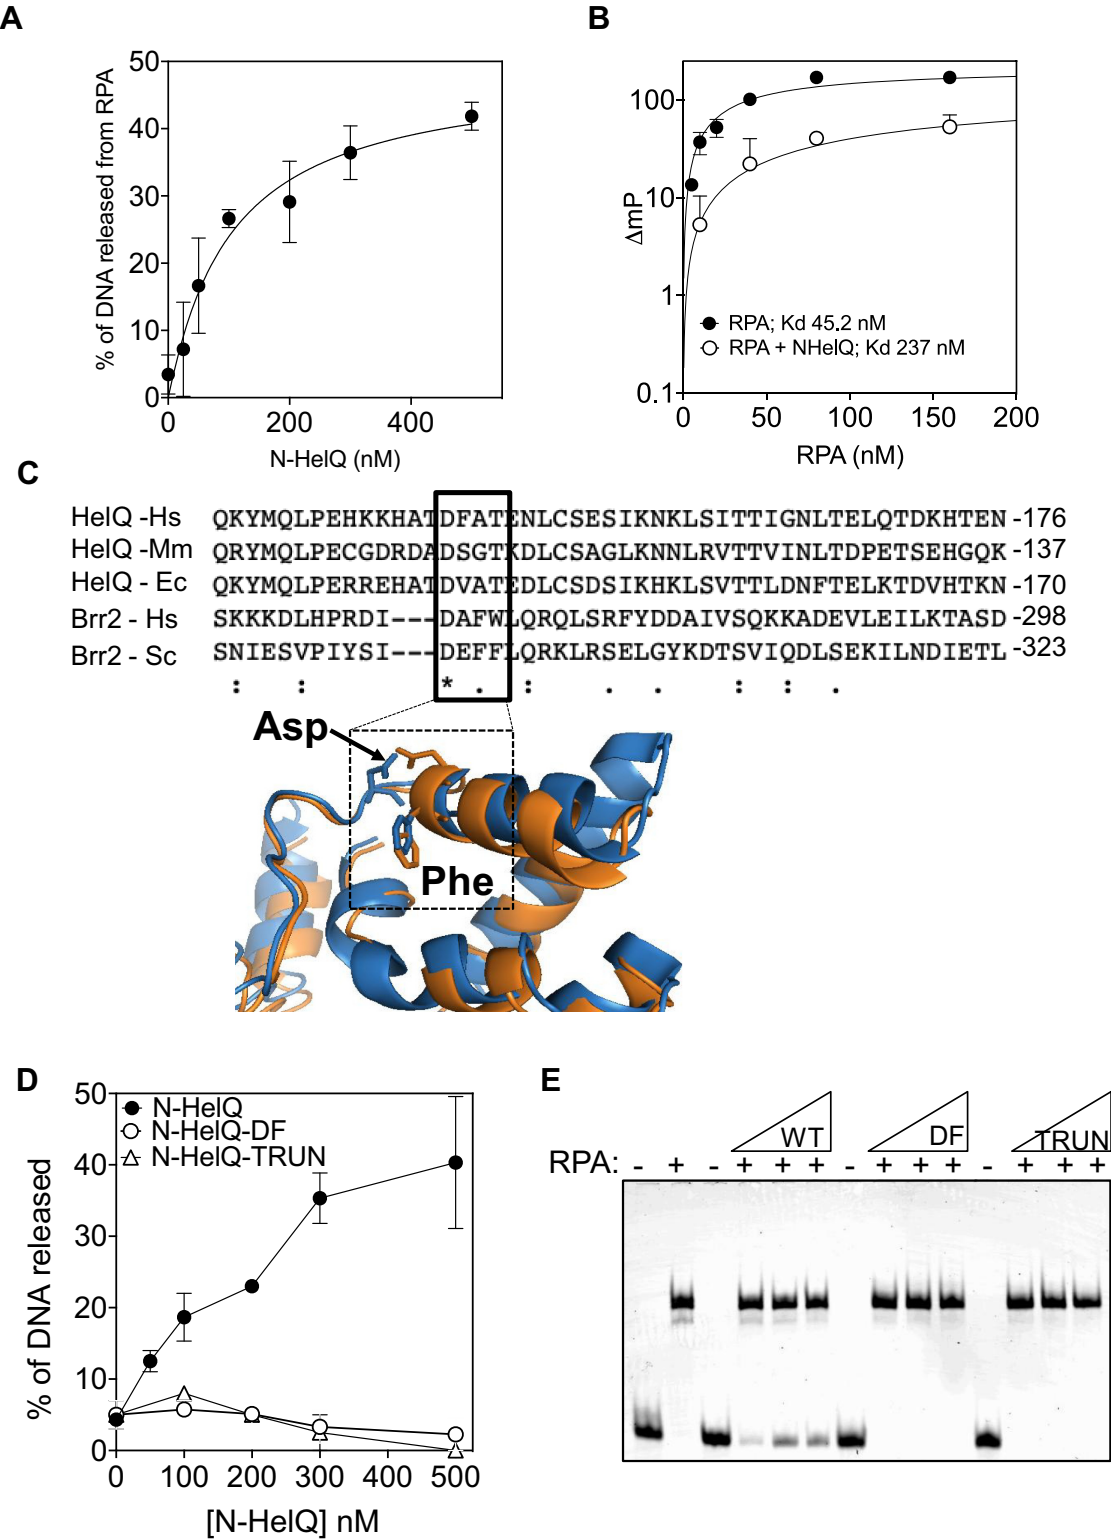 A
50
40
30
20
10
0
% of DNA released from RPA
0 200 400
N-HelQ (nM)
B
100
10
1
0.1
ΔmP
RPA; Kd 45.2 nM
RPA + NHelQ; Kd 237 nM
0 50 100 150 200
RPA (nM)
C
HelQ -Hs QKYMQLPEHKKHATDFATENLCSESIKNKLSITTIGNLTELQTDKHTEN -176
HelQ -Mm QRYMQLPECGDRDADSGTKDLCSAGLKNNLRVTTVINLTDPETSEHGQK -137
HelQ - Ec QKYMQLPERREHATDVATEDLCSDSIKHKLSVTTLDNFTELKTDVHTKN -170
Brr2 - Hs SKKKDLHPRDI---DAFWLQRQLSRFYDDAIVSQKKADEVLEILKTASD -298
Brr2 - Sc SNIESVPIYSI---DEFFLQRKLRSELGYKDTSVIQDLSEKILNDIETL -323
: : * . : . . : : .
Asp
Phe
D
50
40
30
20
10
0
% of DNA released
N-HelQ
N-HelQ-DF
N-HelQ-TRUN
0 100 200 300 400 500
[N-HelQ] nM
E
WT DF TRUN
RPA: - + - + + + - + + + - + + +